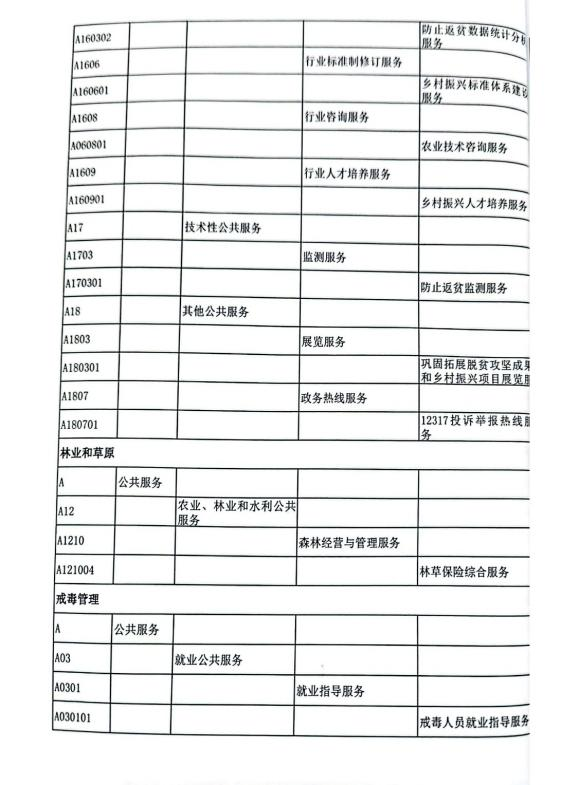 A160302 防止返贫数据统计分析
服务
A1606 行业标准制修订服务
A160601 乡村振兴标准体系建设
服务
A1608 行业咨询服务
A060801 农业技术咨询服务
A1609 行业人才培养服务
A160901 乡村振兴人才培养服务
A17 技术性公共服务
A1703 监测服务
A170301 防止返贫监测服务
A18 其他公共服务
A1803 展览服务
A180301 巩固拓展脱贫攻坚成果
和乡村振兴项目展览服
A1807 政务热线服务
A180701 12317投诉举报热线服
务
林业和草原
A 公共服务
A12 农业、林业和水利公共
服务
A1210 森林经营与管理服务
A121004 林草保险综合服务
戒毒管理
A 公共服务
A03 就业公共服务
A0301 就业指导服务
A030101 戒毒人员就业指导服务